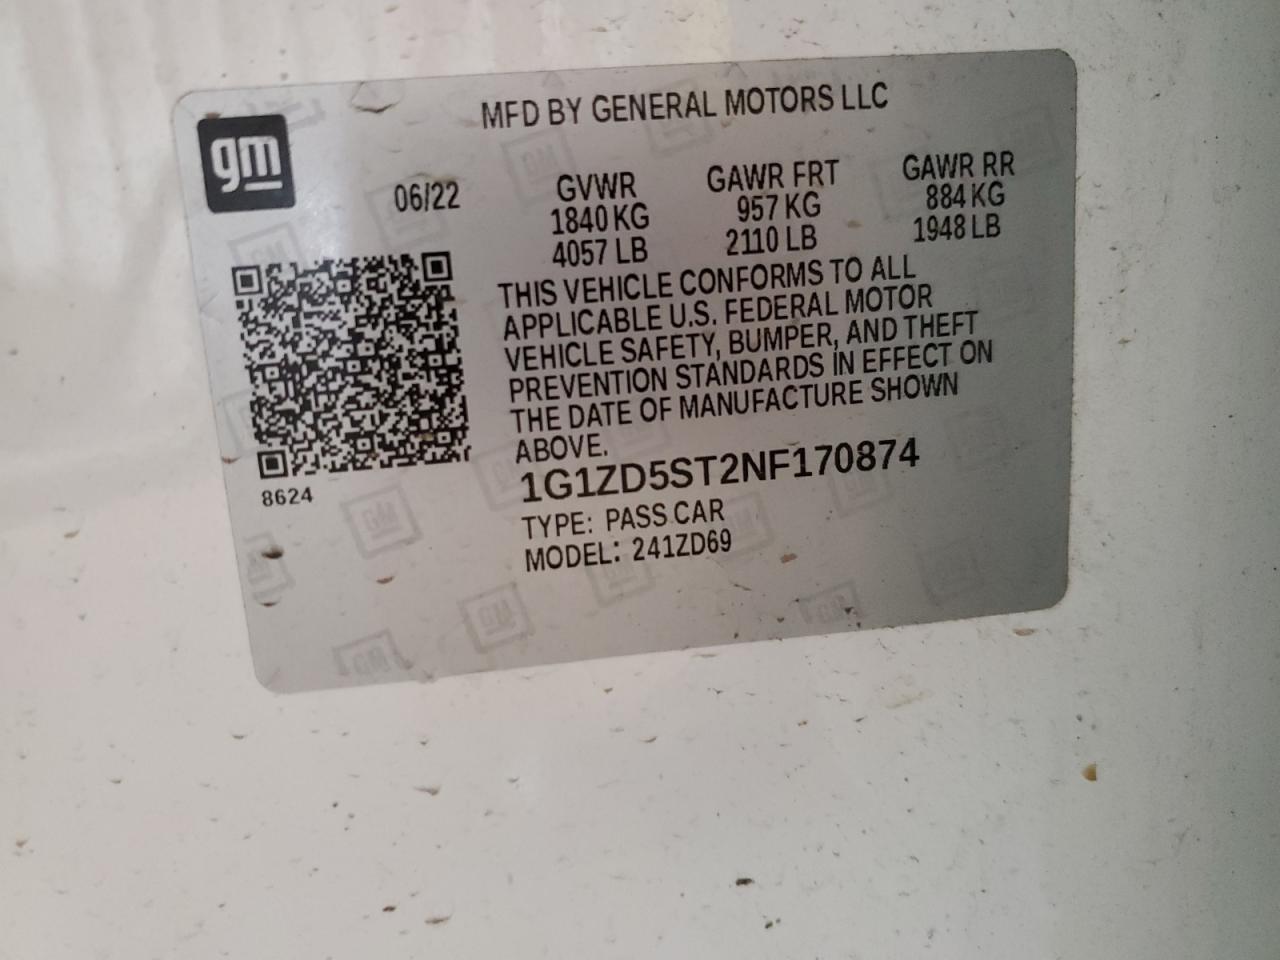 MFD BY GENERAL MOTORS LLC
gm
06/22
GVWR
1840 KG
4057 LB
GAWR FRT
957 KG
2110 LB
GAWR RR
884 KG
1948 LB
THIS VEHICLE CONFORMS TO ALL
APPLICABLE U.S. FEDERAL MOTOR
VEHICLE SAFETY, BUMPER, AND THEFT
PREVENTION STANDARDS IN EFFECT ON
THE DATE OF MANUFACTURE SHOWN
ABOVE.
8624
1G1ZD5ST2NF170874
TYPE: PASS CAR
MODEL: 241ZD69